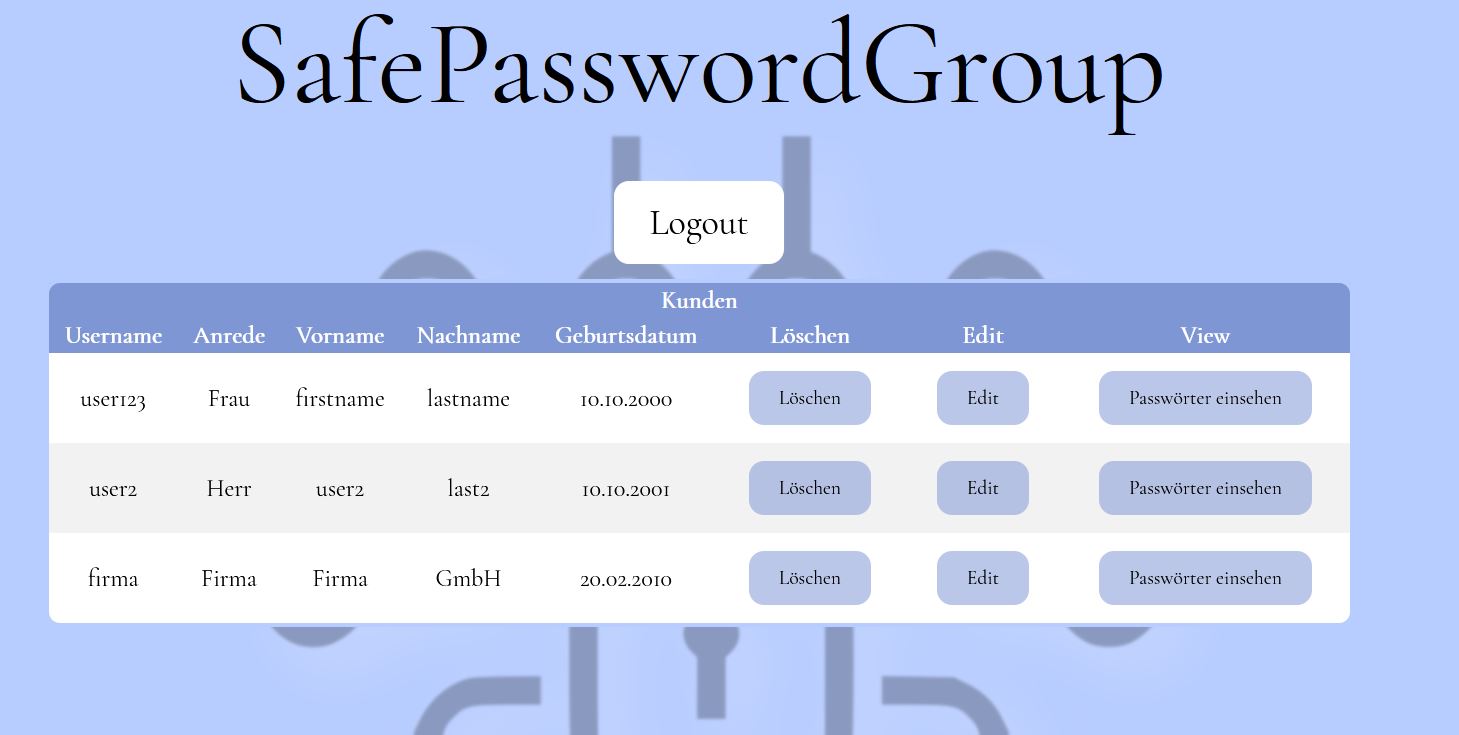 SafePasswordGroup
Logout
Kunden
Username Anrede Vorname Nachname Geburtsdatum Löschen Edit View
user123 Frau firstname lastname 10.10.2000 Löschen Edit Passwörter einsehen
user2 Herr user2 last2 10.10.2001 Löschen Edit Passwörter einsehen
firma Firma Firma GmbH 20.02.2010 Löschen Edit Passwörter einsehen